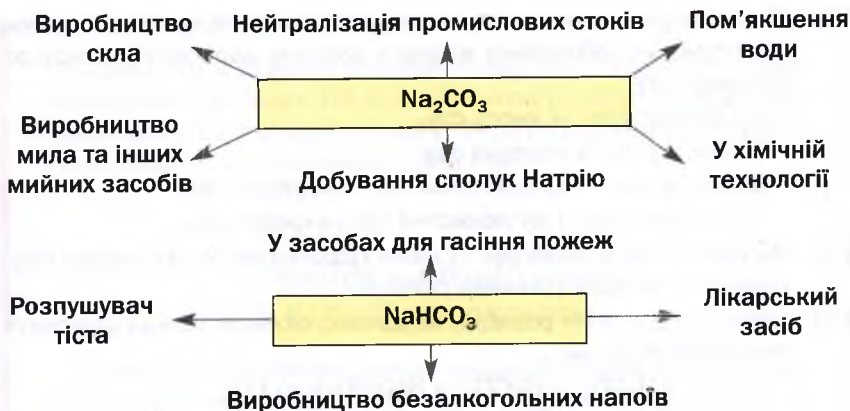 Виробництво
скла
Нейтралізація промислових стоків
Пом’якшення
води
Na₂CO₃
Виробництво
мила та інших
мийних засобів
Добування сполук Натрію
У хімічній
технології
У засобах для гасіння пожеж
Розпушувач
тіста
NaHCO₃
Лікарський
засіб
Виробництво безалкогольних напоїв